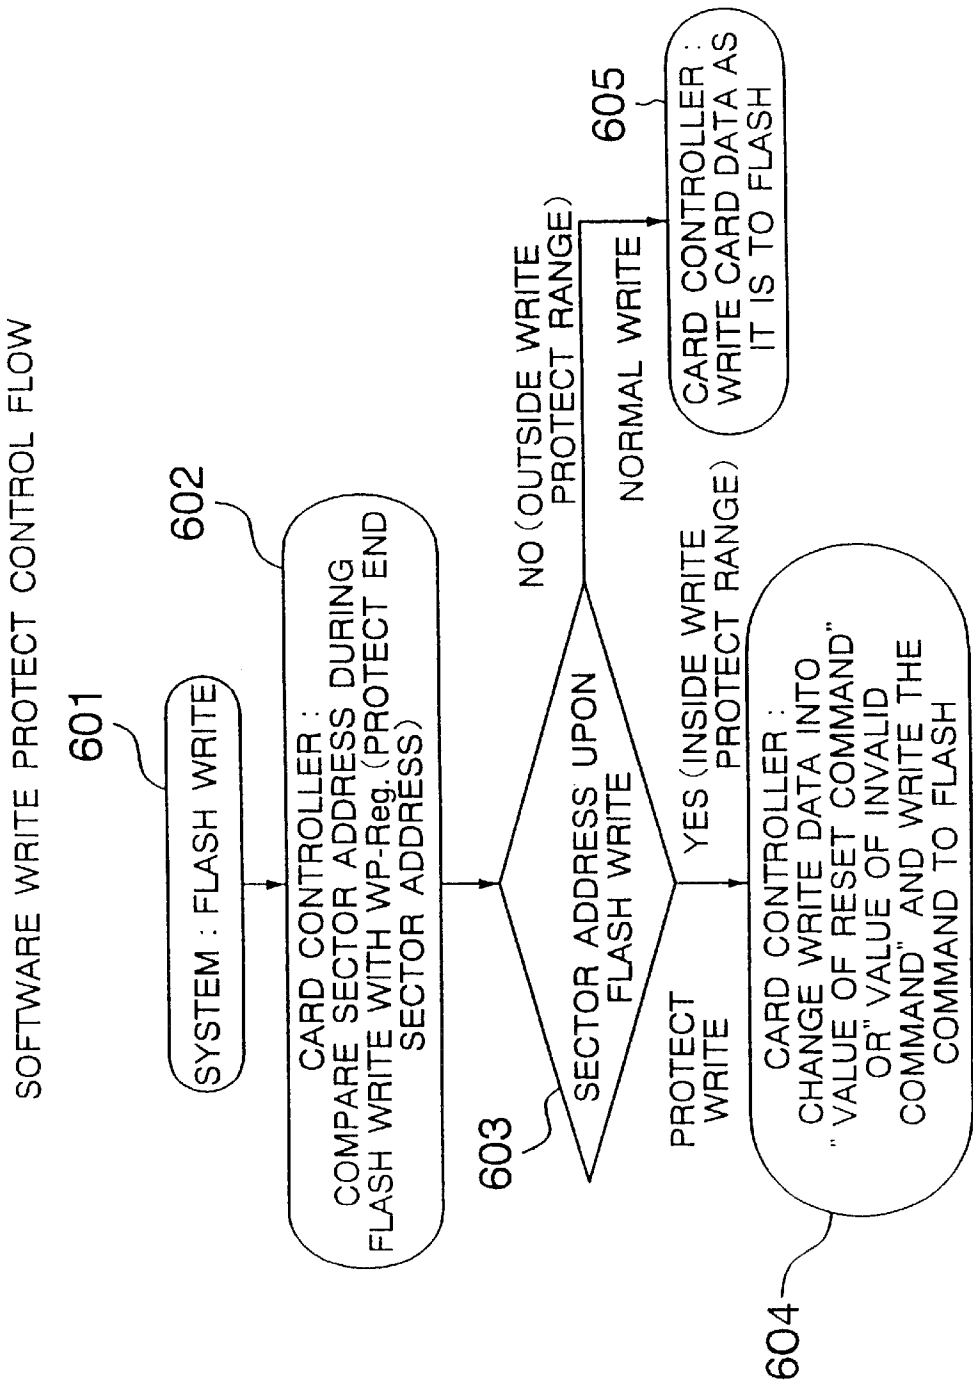 SOFTWARE WRITE PROTECT CONTROL FLOW
601
SYSTEM : FLASH WRITE
602
CARD CONTROLLER :
COMPARE SECTOR ADDRESS DURING
FLASH WRITE WITH WP-Reg. (PROTECT END
SECTOR ADDRESS)
603
SECTOR ADDRESS UPON
FLASH WRITE
NO (OUTSIDE WRITE
PROTECT RANGE)
NORMAL WRITE
605
CARD CONTROLLER :
WRITE CARD DATA AS
IT IS TO FLASH
PROTECT
WRITE
YES (INSIDE WRITE
PROTECT RANGE)
604
CARD CONTROLLER :
CHANGE WRITE DATA INTO
" VALUE OF RESET COMMAND"
OR" VALUE OF INVALID
COMMAND" AND WRITE THE
COMMAND TO FLASH